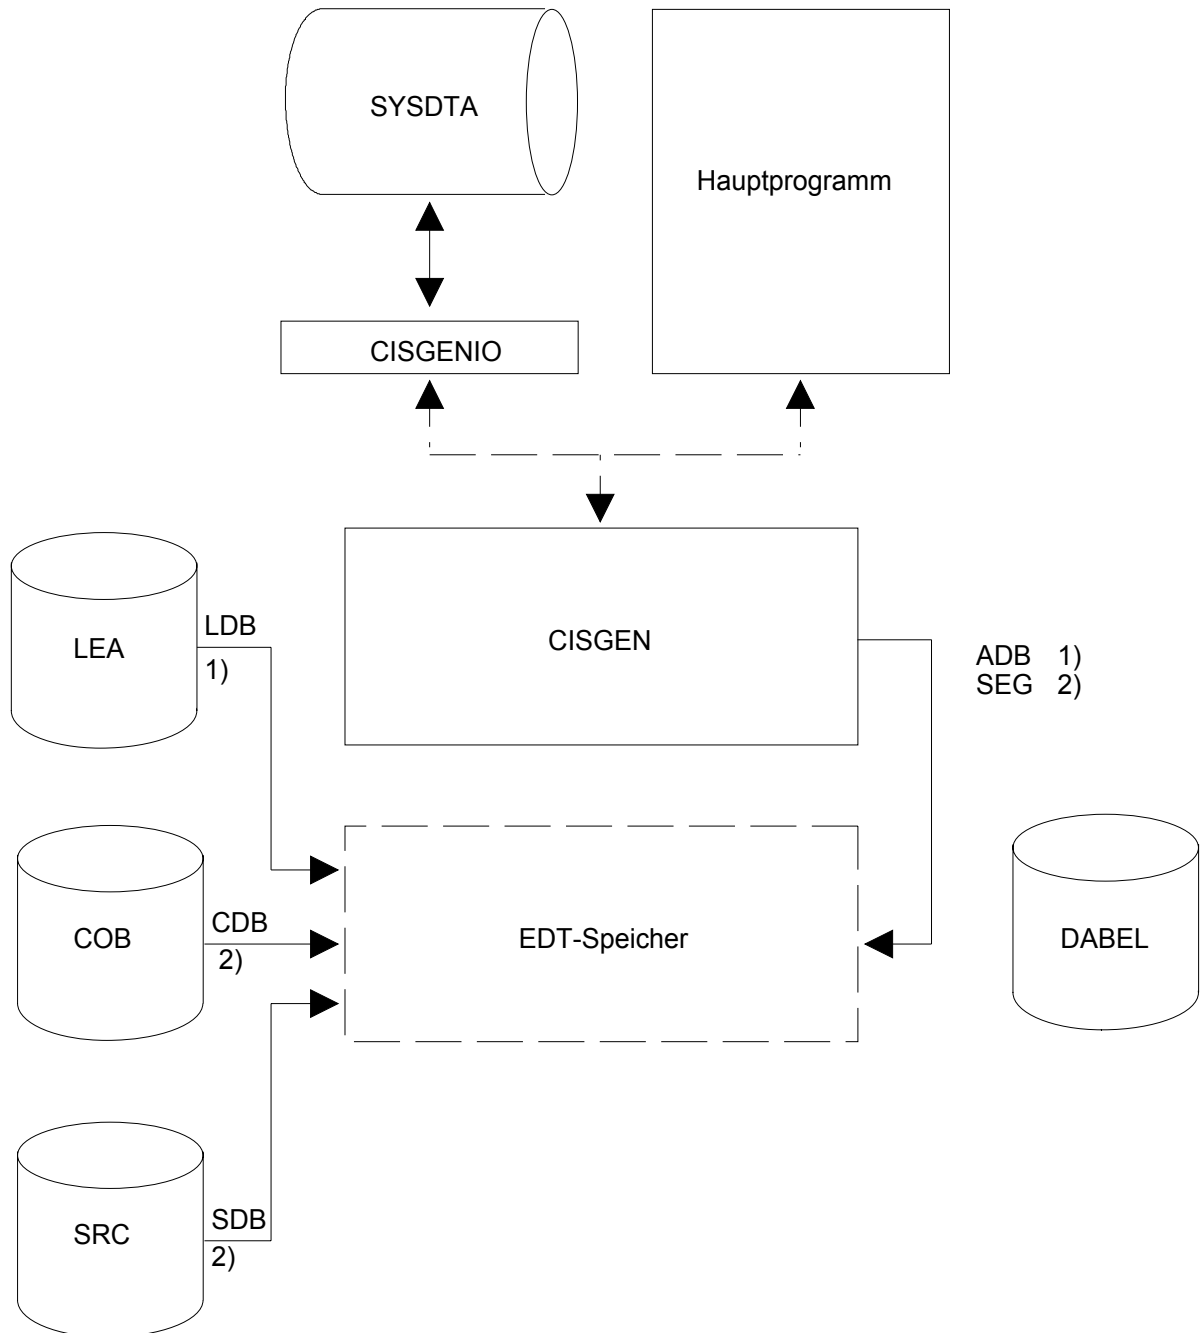 SYSDTA
Hauptprogramm
CISGENIO
LEA
LDB
1)
CISGEN
ADB 1)
SEG 2)
COB
CDB
2)
EDT-Speicher
DABEL
SRC
SDB
2)